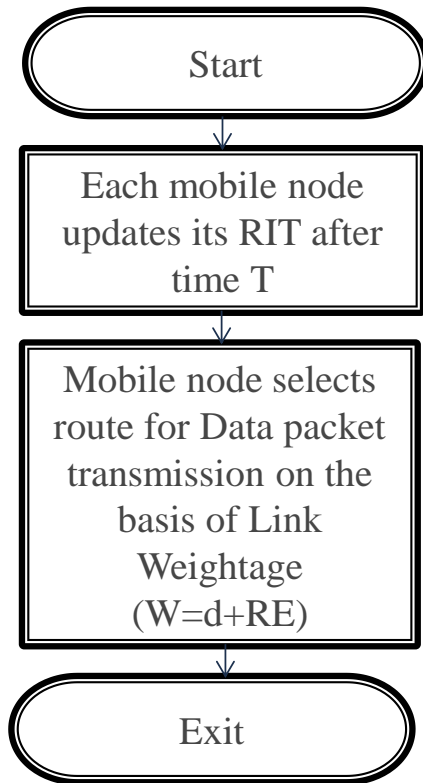 Start
Each mobile node
updates its RIT after
time T
Mobile node selects
route for Data packet
transmission on the
basis of Link
Weightage
(W=d+RE)
Exit